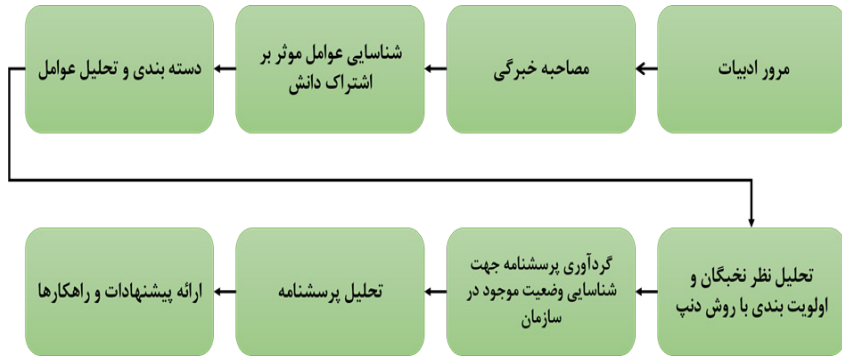 مرور ادبیات
مصاحبه خبرگی
شناسایی عوامل موثر بر
اشتراک دانش
دسته بندی و تحلیل عوامل
تحلیل نظر نخبگان و
اولویت بندی با روش دنپ
گردآوری پرسشنامه جهت
شناسایی وضعیت موجود در
سازمان
تحلیل پرسشنامه
ارائه پیشنهادات و راهکارها